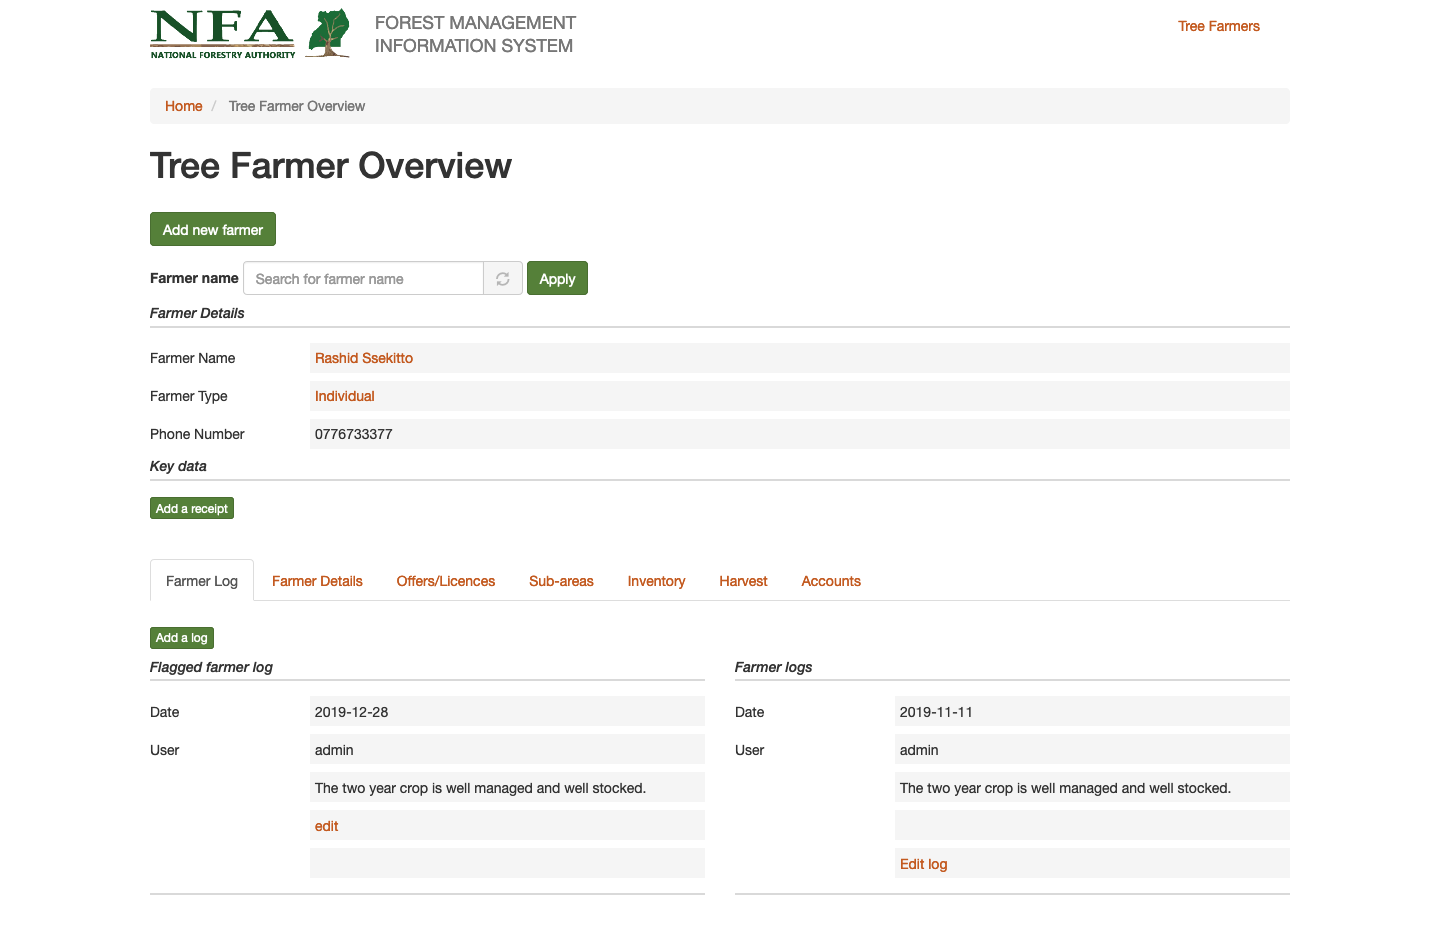 NFA
NATIONAL FORESTRY AUTHORITY
FOREST MANAGEMENT
INFORMATION SYSTEM
Tree Farmers
Home / Tree Farmer Overview
Tree Farmer Overview
Add new farmer
Farmer name Search for farmer name Apply
Farmer Details
Farmer Name Rashid Ssekitto
Farmer Type Individual
Phone Number 0776733377
Key data
Add a receipt
Farmer Log Farmer Details Offers/Licences Sub-areas Inventory Harvest Accounts
Add a log
Flagged farmer log
Date 2019-12-28
User admin
The two year crop is well managed and well stocked.
edit
Farmer logs
Date 2019-11-11
User admin
The two year crop is well managed and well stocked.
Edit log